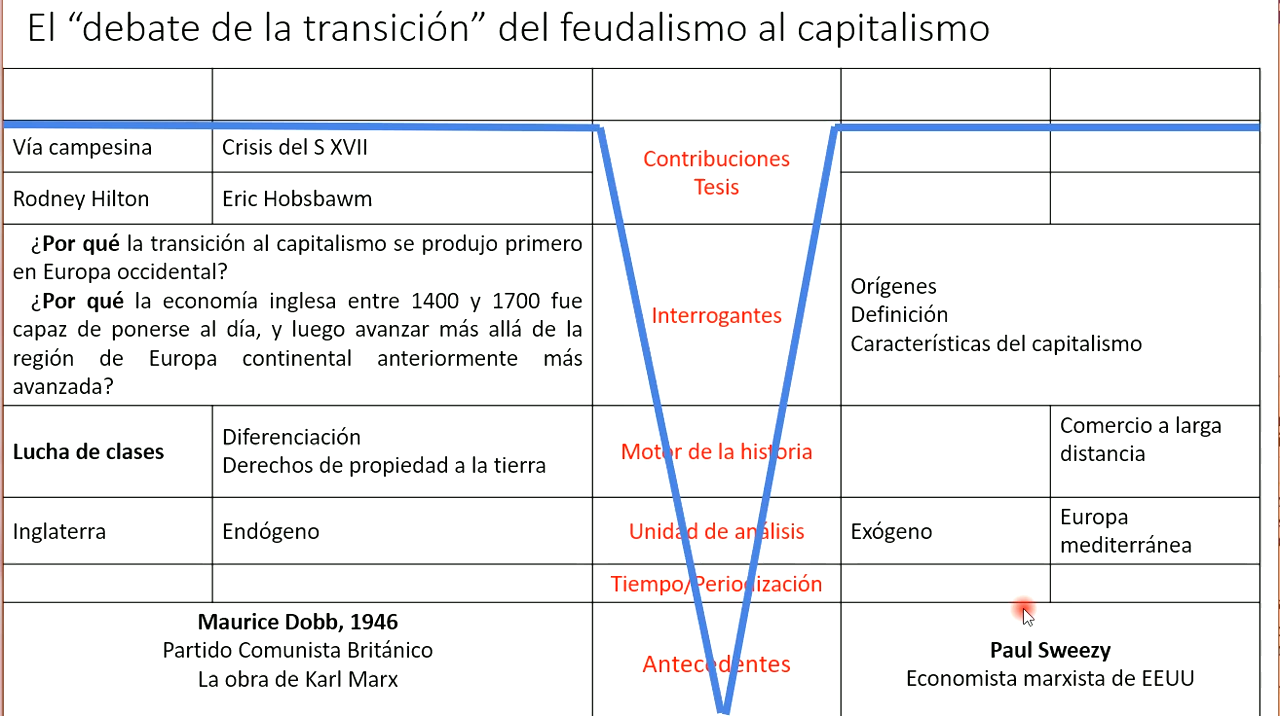 El “debate de la transición” del feudalismo al capitalismo
Vía campesina
Crisis del S XVII
Contribuciones
Tesis
Rodney Hilton
Eric Hobsbawm
¿Por qué la transición al capitalismo se produjo primero
en Europa occidental?
¿Por qué la economía inglesa entre 1400 y 1700 fue
capaz de ponerse al día, y luego avanzar más allá de la
región de Europa continental anteriormente más
avanzada?
Interrogantes
Orígenes
Definición
Características del capitalismo
Lucha de clases
Diferenciación
Derechos de propiedad a la tierra
Motor de la historia
Comercio a larga
distancia
Inglaterra
Endógeno
Unidad de análisis
Exógeno
Europa
mediterránea
Tiempo/Periodización
Maurice Dobb, 1946
Partido Comunista Británico
La obra de Karl Marx
Antecedentes
Paul Sweezy
Economista marxista de EEUU